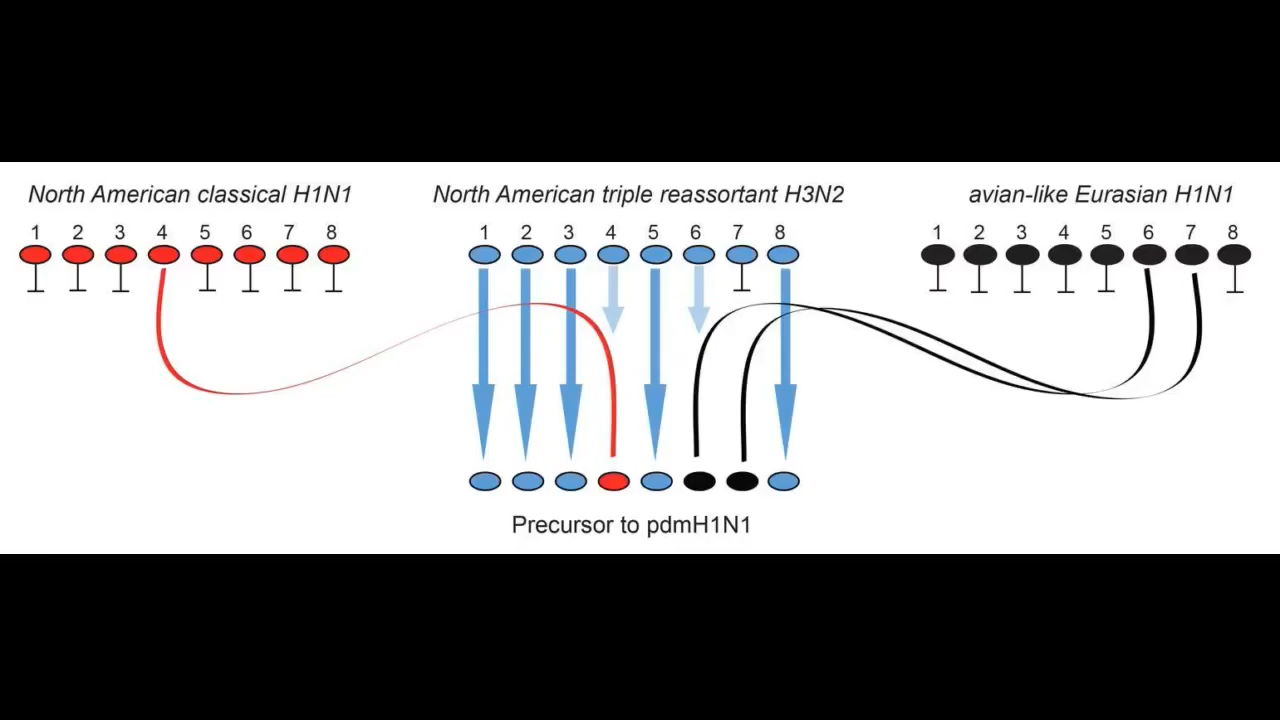 North American classical H1N1
1 2 3 4 5 6 7 8
North American triple reassortant H3N2
1 2 3 4 5 6 7 8
avian-like Eurasian H1N1
1 2 3 4 5 6 7 8
Precursor to pdmH1N1